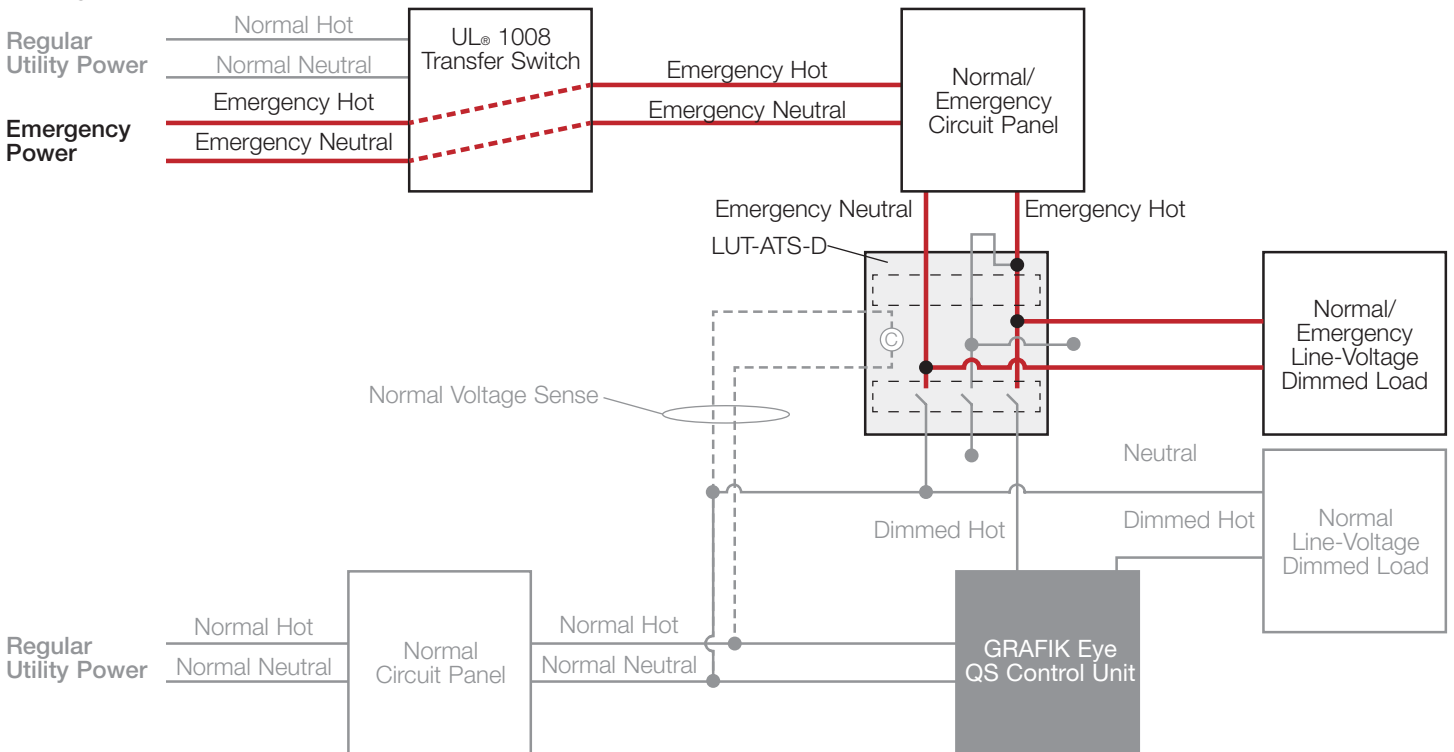 Regular
Utility Power
Normal Hot
Normal Neutral
Emergency
Power
Emergency Hot
Emergency Neutral
UL® 1008
Transfer Switch
Emergency Hot
Emergency Neutral
Normal/
Emergency
Circuit Panel
Emergency Neutral
Emergency Hot
LUT-ATS-D
C
Normal/
Emergency
Line-Voltage
Dimmed Load
Normal Voltage Sense
Neutral
Dimmed Hot
Dimmed Hot
Normal
Line-Voltage
Dimmed Load
Regular
Utility Power
Normal Hot
Normal Neutral
Normal
Circuit Panel
Normal Hot
Normal Neutral
GRAFIK Eye
QS Control Unit